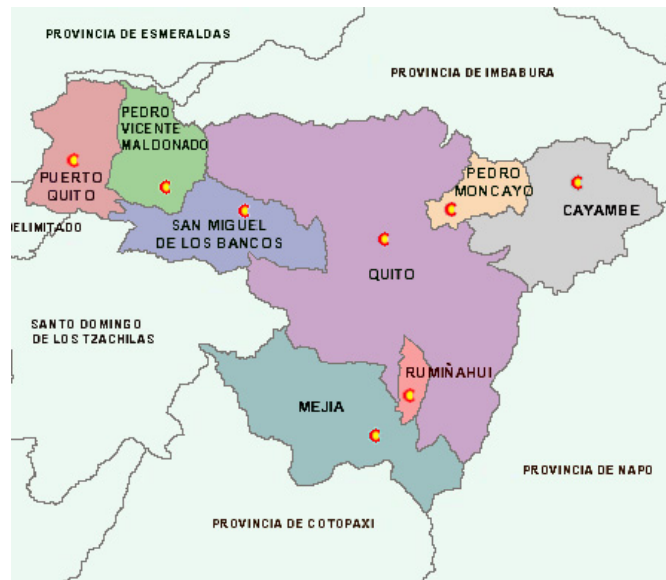 PROVINCIA DE ESMERALDAS
PROVINCIA DE IMBABURA
PEDRO
VICENTE
MALDONADO
PUERTO
QUITO
PEDRO
MONCAYO
CAYAMBE
DELIMITADO
SAN MIGUEL
DE LOS BANCOS
QUITO
SANTO DOMINGO
DE LOS TZACHILAS
RUMIÑAHUI
MEJIA
PROVINCIA DE NAPO
PROVINCIA DE COTOPAXI